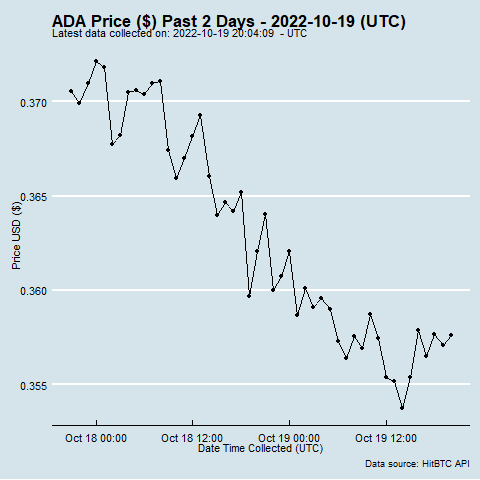 ADA Price ($) Past 2 Days - 2022-10-19 (UTC)
Latest data collected on: 2022-10-19 20:04:09  - UTC
0.370
0.365
0.360
0.355
Price USD ($)
Oct 18 00:00
Oct 18 12:00
Oct 19 00:00
Oct 19 12:00
Date Time Collected (UTC)
Data source: HitBTC API